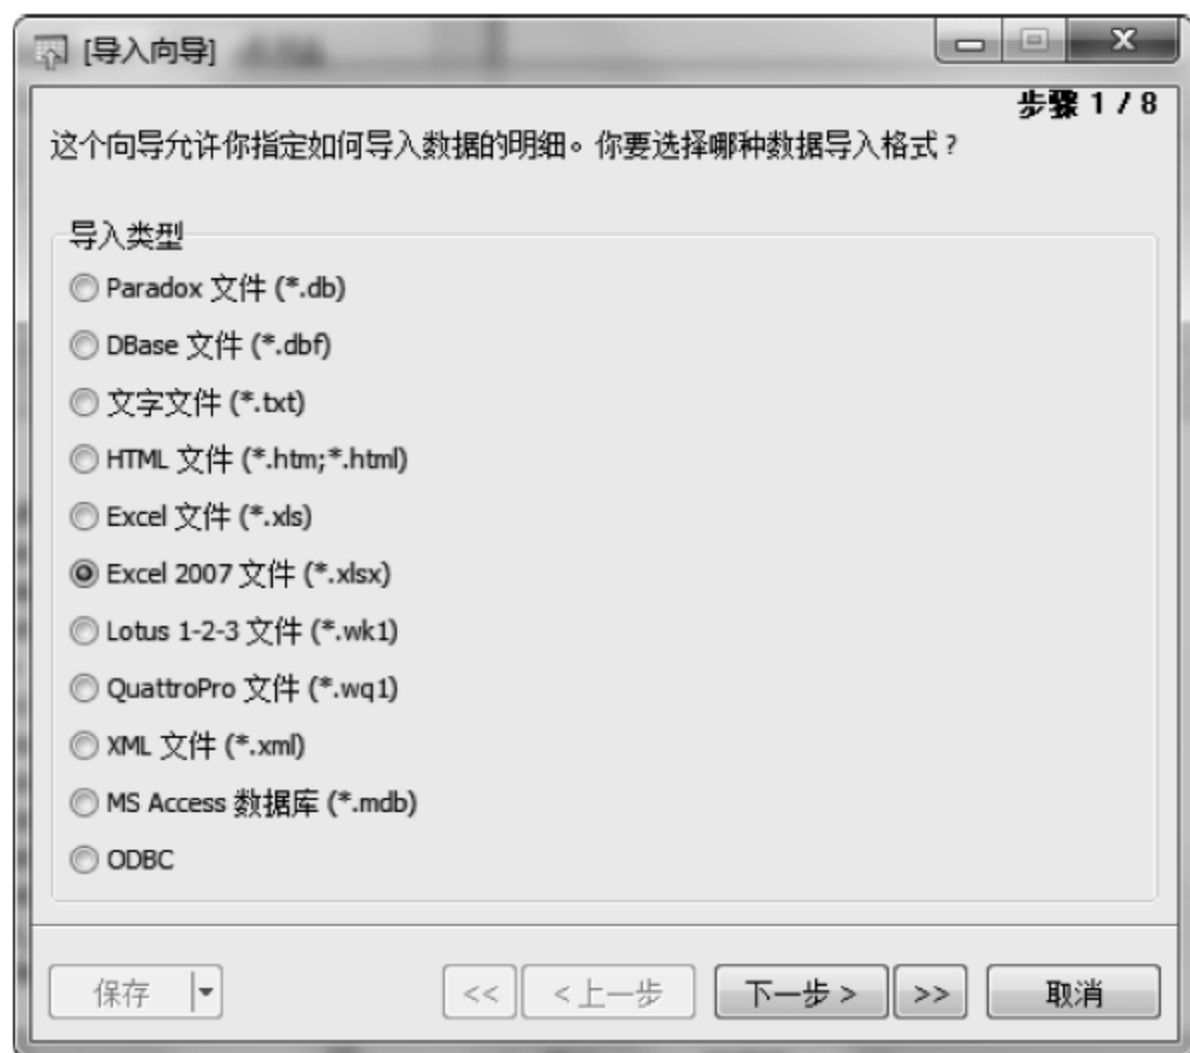 [导入向导]
步骤 1 / 8
这个向导允许你指定如何导入数据的明细。你要选择哪种数据导入格式？
导入类型
Paradox 文件 (*.db)
DBase 文件 (*.dbf)
文字文件 (*.txt)
HTML 文件 (*.htm;*.html)
Excel 文件 (*.xls)
Excel 2007 文件 (*.xlsx)
Lotus 1-2-3 文件 (*.wk1)
QuattroPro 文件 (*.wq1)
XML 文件 (*.xml)
MS Access 数据库 (*.mdb)
ODBC
保存 << <上一步 下一步> >> 取消